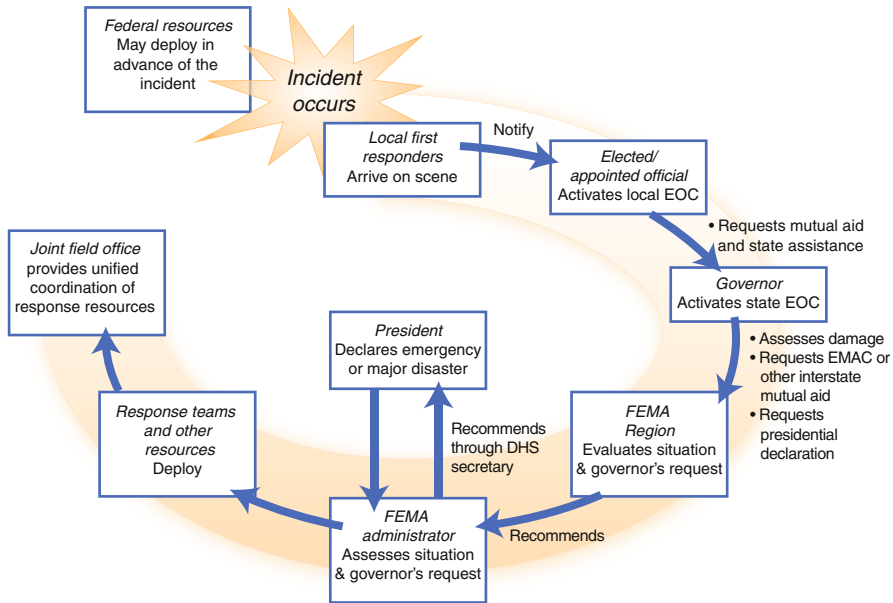 Federal resources
May deploy in
advance of the
incident
Incident
occurs
Local first
responders
Arrive on scene
Notify
Elected/
appointed official
Activates local EOC
• Requests mutual aid
and state assistance
Governor
Activates state EOC
• Assesses damage
• Requests EMAC or
other interstate
mutual aid
• Requests
presidential
declaration
FEMA
Region
Evaluates situation
& governor's request
Recommends
FEMA
administrator
Assesses situation
& governor's request
Recommends
through DHS
secretary
President
Declares emergency
or major disaster
Response teams
and other
resources
Deploy
Joint field office
provides unified
coordination of
response resources